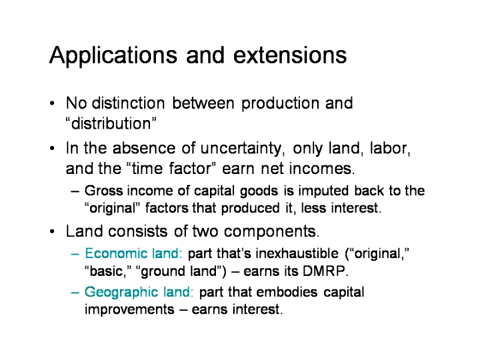 Applications and extensions
• No distinction between production and
“distribution”
• In the absence of uncertainty, only land, labor,
and the “time factor” earn net incomes.
– Gross income of capital goods is imputed back to the
“original” factors that produced it, less interest.
• Land consists of two components.
– Economic land: part that’s inexhaustible (“original,”
“basic,” “ground land”) – earns its DMRP.
– Geographic land: part that embodies capital
improvements – earns interest.